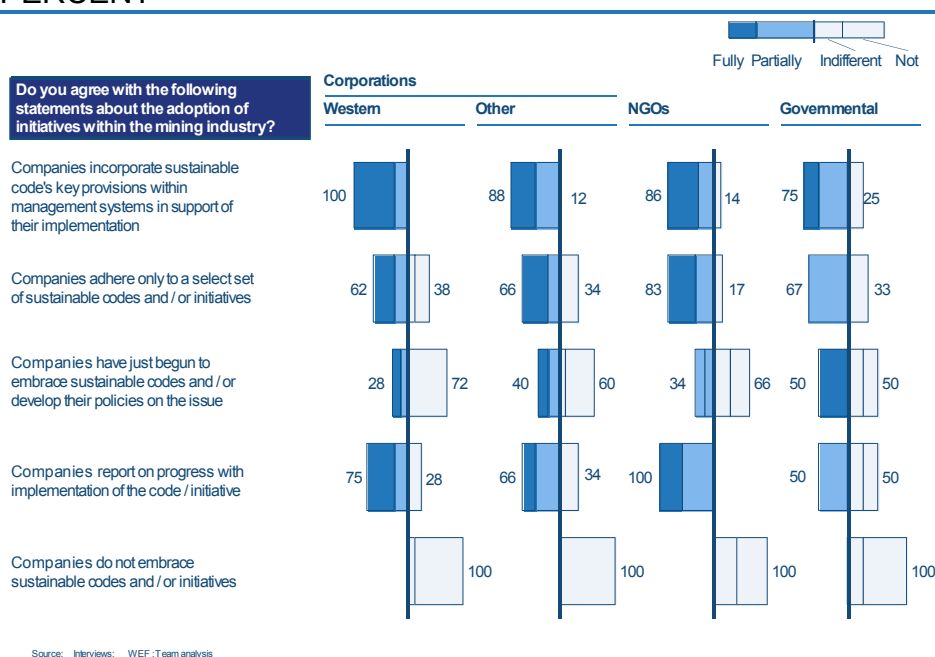 PERCENT
Fully Partially Indifferent Not
Do you agree with the following
statements about the adoption of
initiatives within the mining industry?
Corporations
Western Other NGOs Governmental
Companies incorporate sustainable
code's key provisions within
management systems in support of
their implementation
100 88 12 86 14 75 25
Companies adhere only to a select set
of sustainable codes and / or initiatives
62 38 66 34 83 17 67 33
Companies have just begun to
embrace sustainable codes and / or
develop their policies on the issue
28 72 40 60 34 66 50 50
Companies report on progress with
implementation of the code / initiative
75 28 66 34 100 50 50
Companies do not embrace
sustainable codes and / or initiatives
100 100 100 100
Source: Interviews: WEF : Team analysis